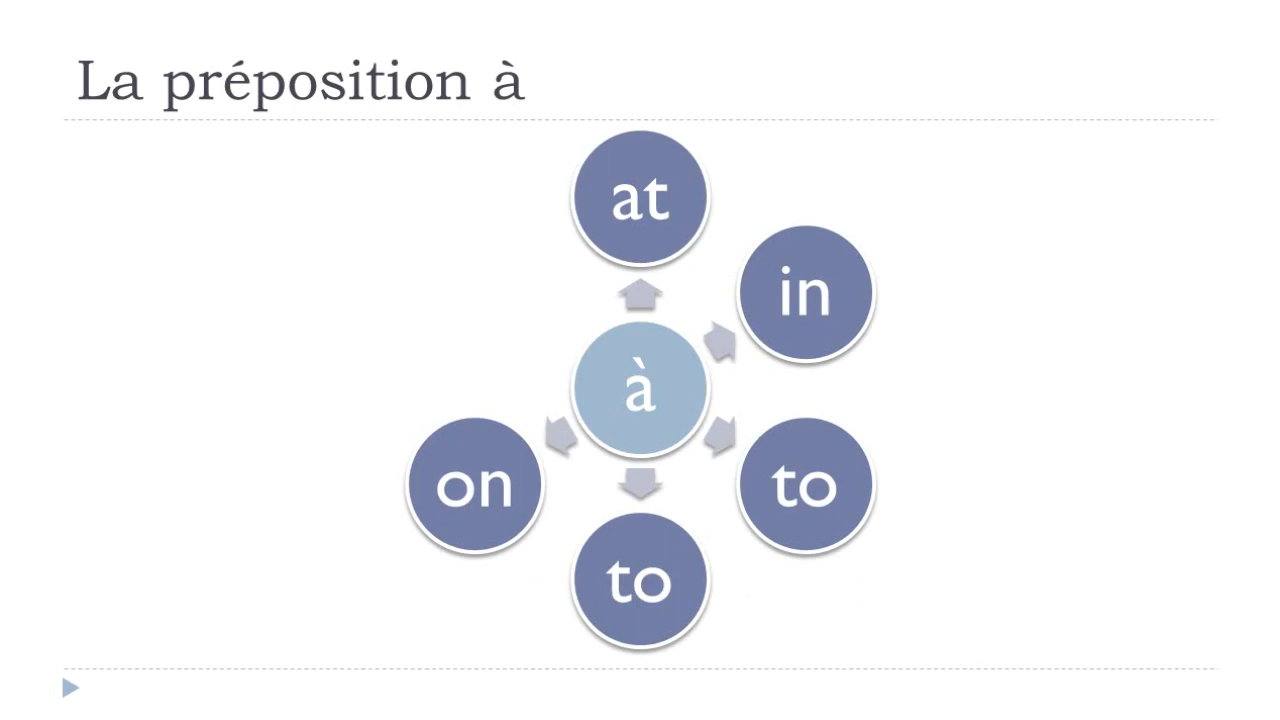 La préposition à
at
in
à
on
to
to